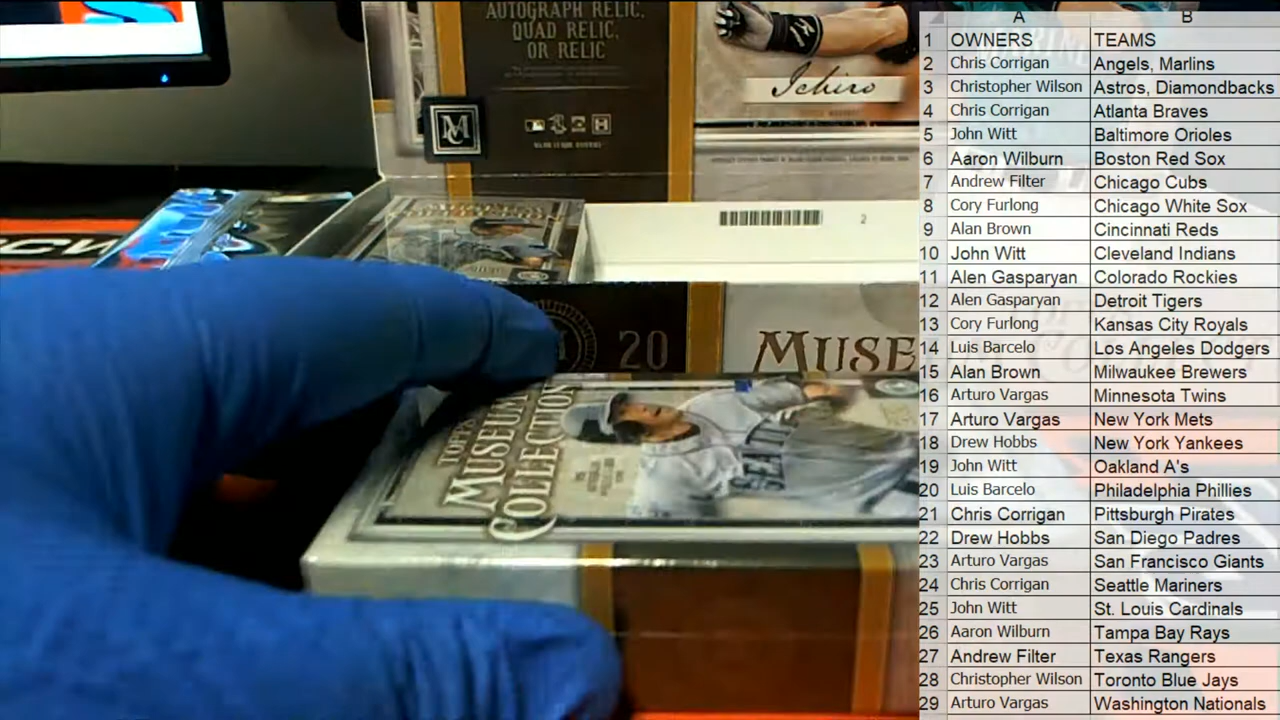 AUTOGRAPH RELIC,
QUAD RELIC,
OR RELIC
Ichiro
MC
2
20
MUSE
TOPPS
MUSEUM
COLLECTION
SEATTLE
A B
1 OWNERS TEAMS
2 Chris Corrigan Angels, Marlins
3 Christopher Wilson Astros, Diamondbacks
4 Chris Corrigan Atlanta Braves
5 John Witt Baltimore Orioles
6 Aaron Wilburn Boston Red Sox
7 Andrew Filter Chicago Cubs
8 Cory Furlong Chicago White Sox
9 Alan Brown Cincinnati Reds
10 John Witt Cleveland Indians
11 Alen Gasparyan Colorado Rockies
12 Alen Gasparyan Detroit Tigers
13 Cory Furlong Kansas City Royals
14 Luis Barcelo Los Angeles Dodgers
15 Alan Brown Milwaukee Brewers
16 Arturo Vargas Minnesota Twins
17 Arturo Vargas New York Mets
18 Drew Hobbs New York Yankees
19 John Witt Oakland A's
20 Luis Barcelo Philadelphia Phillies
21 Chris Corrigan Pittsburgh Pirates
22 Drew Hobbs San Diego Padres
23 Arturo Vargas San Francisco Giants
24 Chris Corrigan Seattle Mariners
25 John Witt St. Louis Cardinals
26 Aaron Wilburn Tampa Bay Rays
27 Andrew Filter Texas Rangers
28 Christopher Wilson Toronto Blue Jays
29 Arturo Vargas Washington Nationals